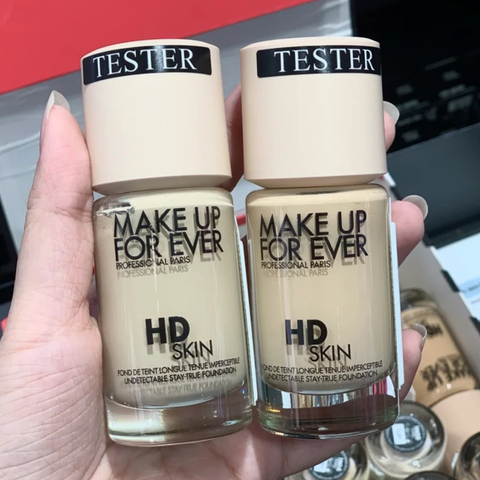 TESTER
MAKE UP
FOR EVER
PROFESSIONAL PARIS
HD
SKIN
FOND DE TEINT LONGUE TENUE IMPERCEPTIBLE
UNDETECTABLE STAY-TRUE FOUNDATION
TESTER
MAKE UP
FOR EVER
PROFESSIONAL PARIS
HD
SKIN
FOND DE TEINT LONGUE TENUE IMPERCEPTIBLE
UNDETECTABLE STAY-TRUE FOUNDATION